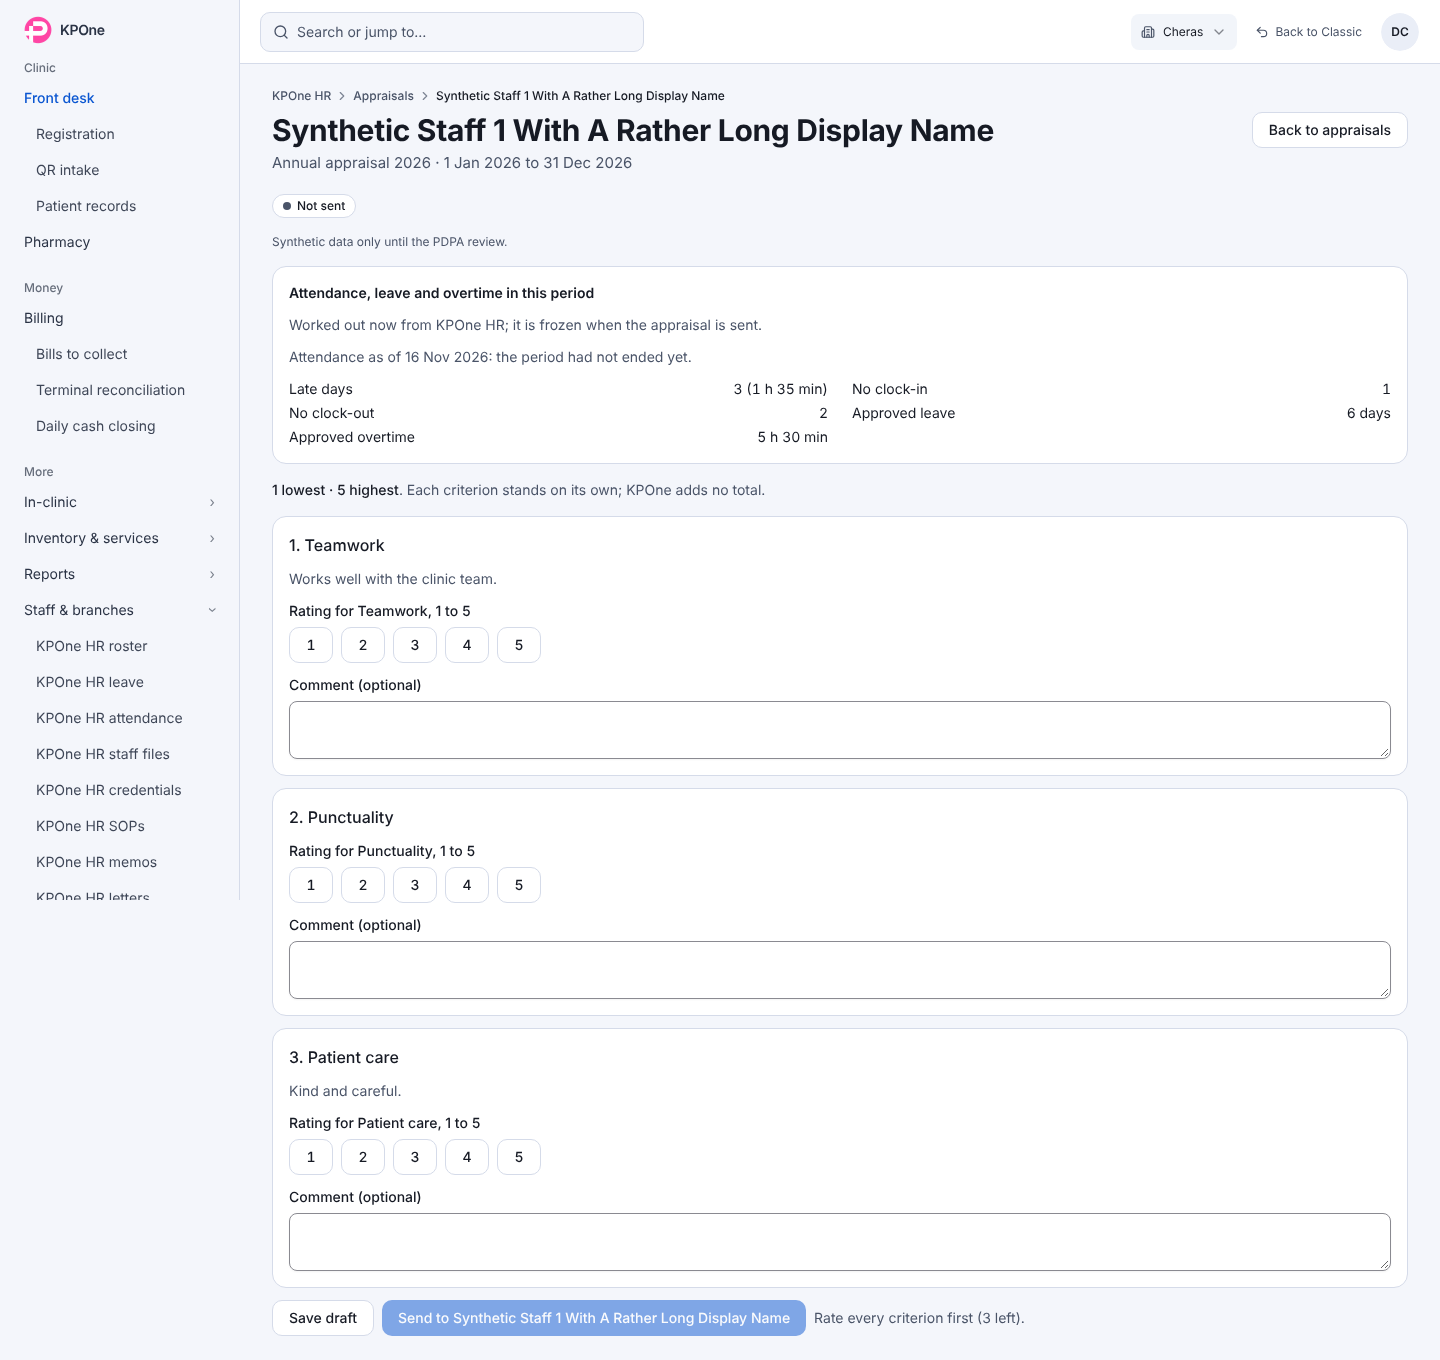 KPOne
Clinic
Front desk
Registration
QR intake
Patient records
Pharmacy
Money
Billing
Bills to collect
Terminal reconciliation
Daily cash closing
More
In-clinic
Inventory & services
Reports
Staff & branches
KPOne HR roster
KPOne HR leave
KPOne HR attendance
KPOne HR staff files
KPOne HR credentials
KPOne HR SOPs
KPOne HR memos
KPOne HR letters
Search or jump to...
Cheras
Back to Classic
DC
KPOne HR > Appraisals > Synthetic Staff 1 With A Rather Long Display Name
Synthetic Staff 1 With A Rather Long Display Name
Back to appraisals
Annual appraisal 2026 · 1 Jan 2026 to 31 Dec 2026
Not sent
Synthetic data only until the PDPA review.
Attendance, leave and overtime in this period
Worked out now from KPOne HR; it is frozen when the appraisal is sent.
Attendance as of 16 Nov 2026: the period had not ended yet.
Late days 3 (1 h 35 min) No clock-in 1
No clock-out 2 Approved leave 6 days
Approved overtime 5 h 30 min
1 lowest · 5 highest. Each criterion stands on its own; KPOne adds no total.
1. Teamwork
Works well with the clinic team.
Rating for Teamwork, 1 to 5
1 2 3 4 5
Comment (optional)
2. Punctuality
Rating for Punctuality, 1 to 5
1 2 3 4 5
Comment (optional)
3. Patient care
Kind and careful.
Rating for Patient care, 1 to 5
1 2 3 4 5
Comment (optional)
Save draft
Send to Synthetic Staff 1 With A Rather Long Display Name
Rate every criterion first (3 left).